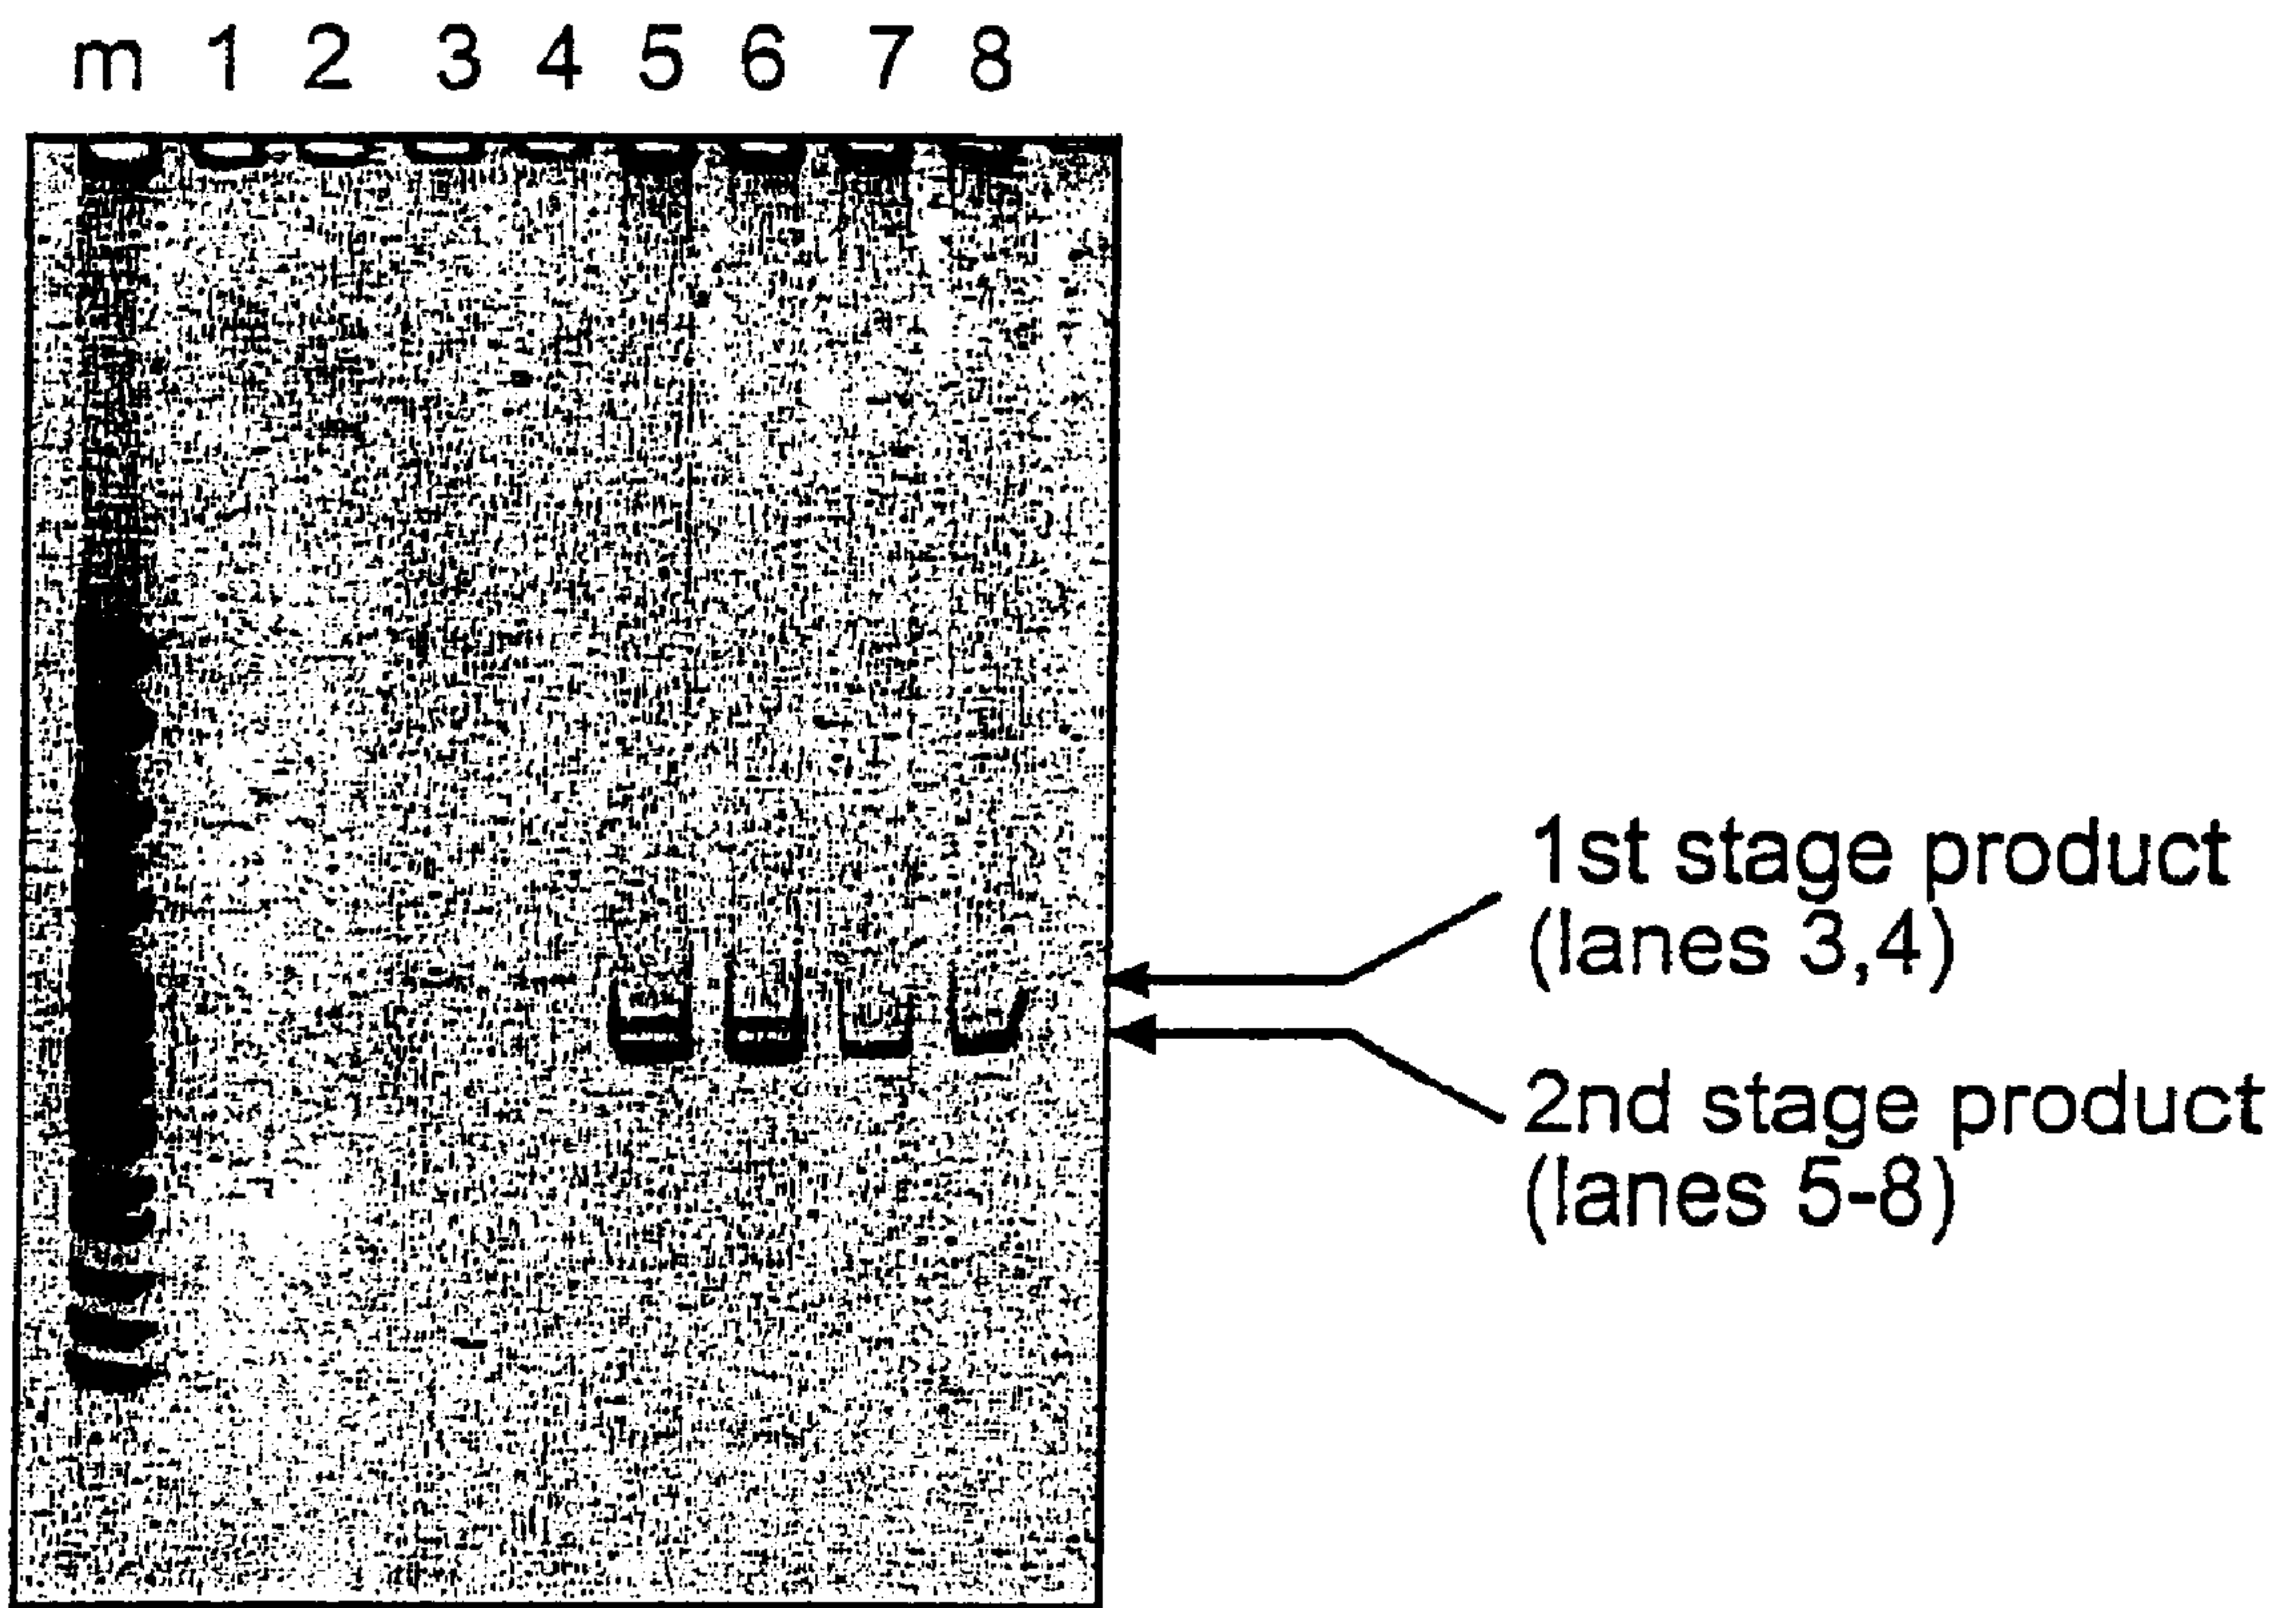 m 1 2 3 4 5 6 7 8
1st stage product
(lanes 3,4)
2nd stage product
(lanes 5-8)